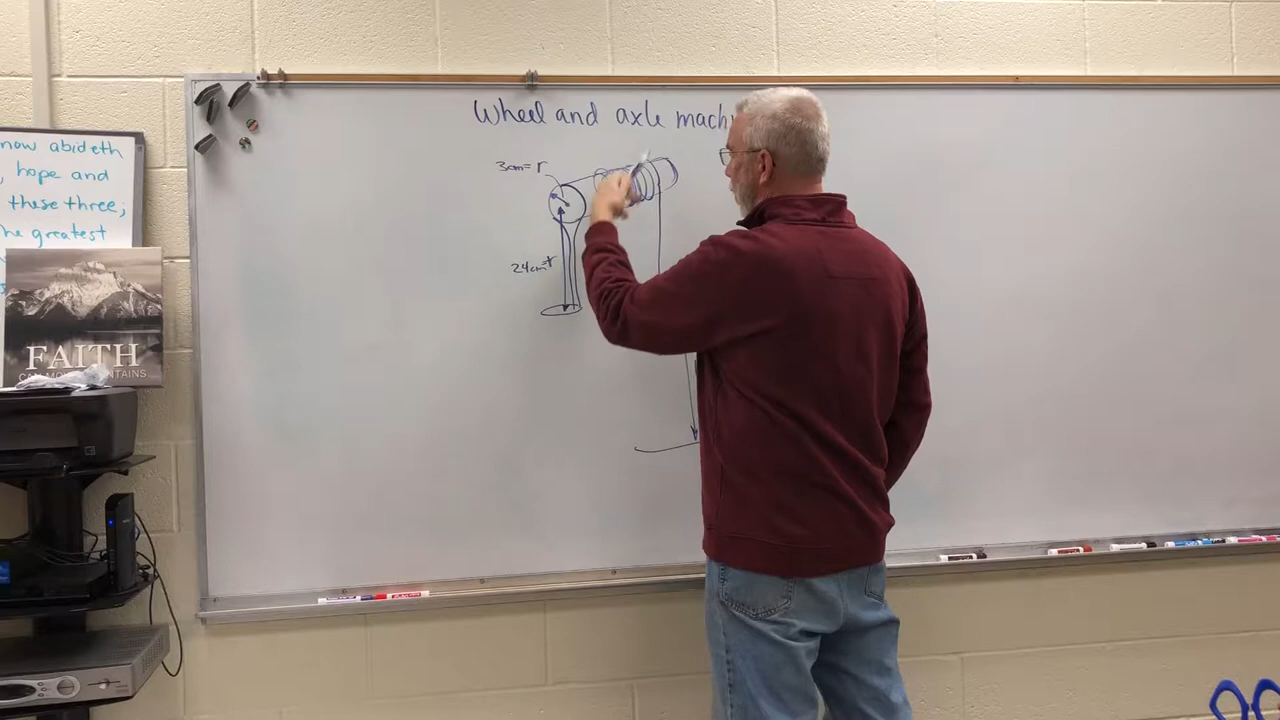 now abideth
, hope and
these three;
he greatest
FAITH
CAN MOVE MOUNTAINS
Wheel and axle mach
3cm = r
24cm